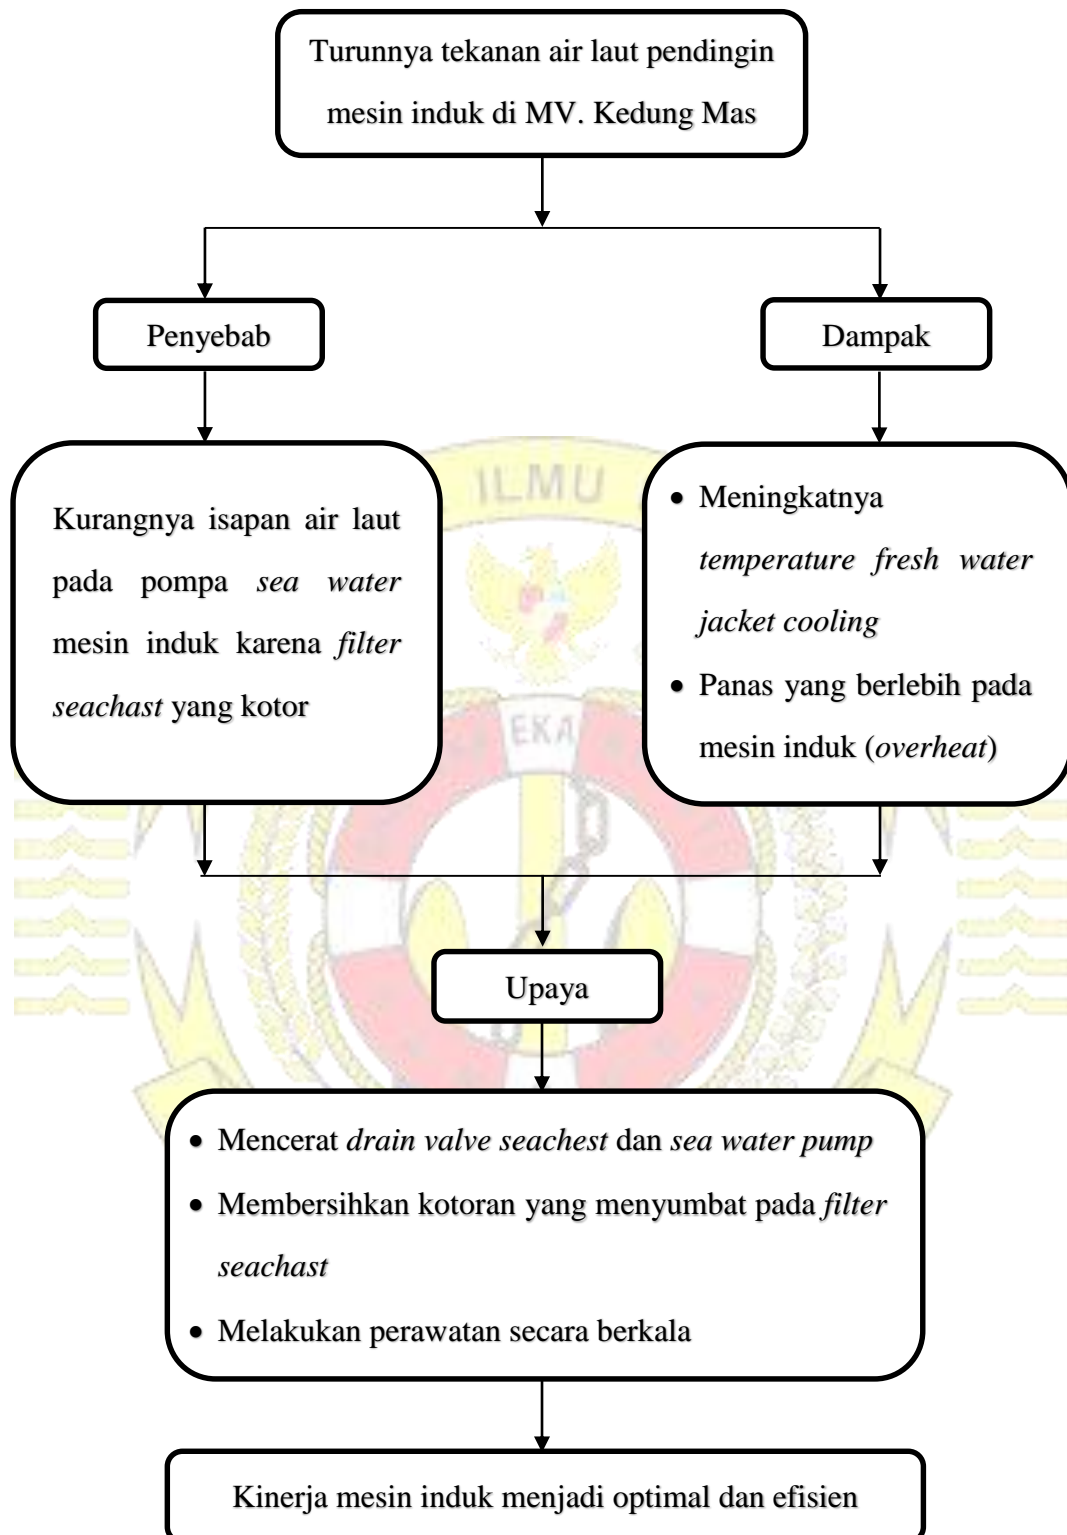 Turunnya tekanan air laut pendingin
mesin induk di MV. Kedung Mas
Penyebab
Dampak
Kurangnya isapan air laut
pada pompa sea water
mesin induk karena filter
seachast yang kotor
• Meningkatnya
temperature fresh water
jacket cooling
• Panas yang berlebih pada
mesin induk (overheat)
ILMU
EKA
Upaya
• Mencerat drain valve seachest dan sea water pump
• Membersihkan kotoran yang menyumbat pada filter
seachast
• Melakukan perawatan secara berkala
Kinerja mesin induk menjadi optimal dan efisien